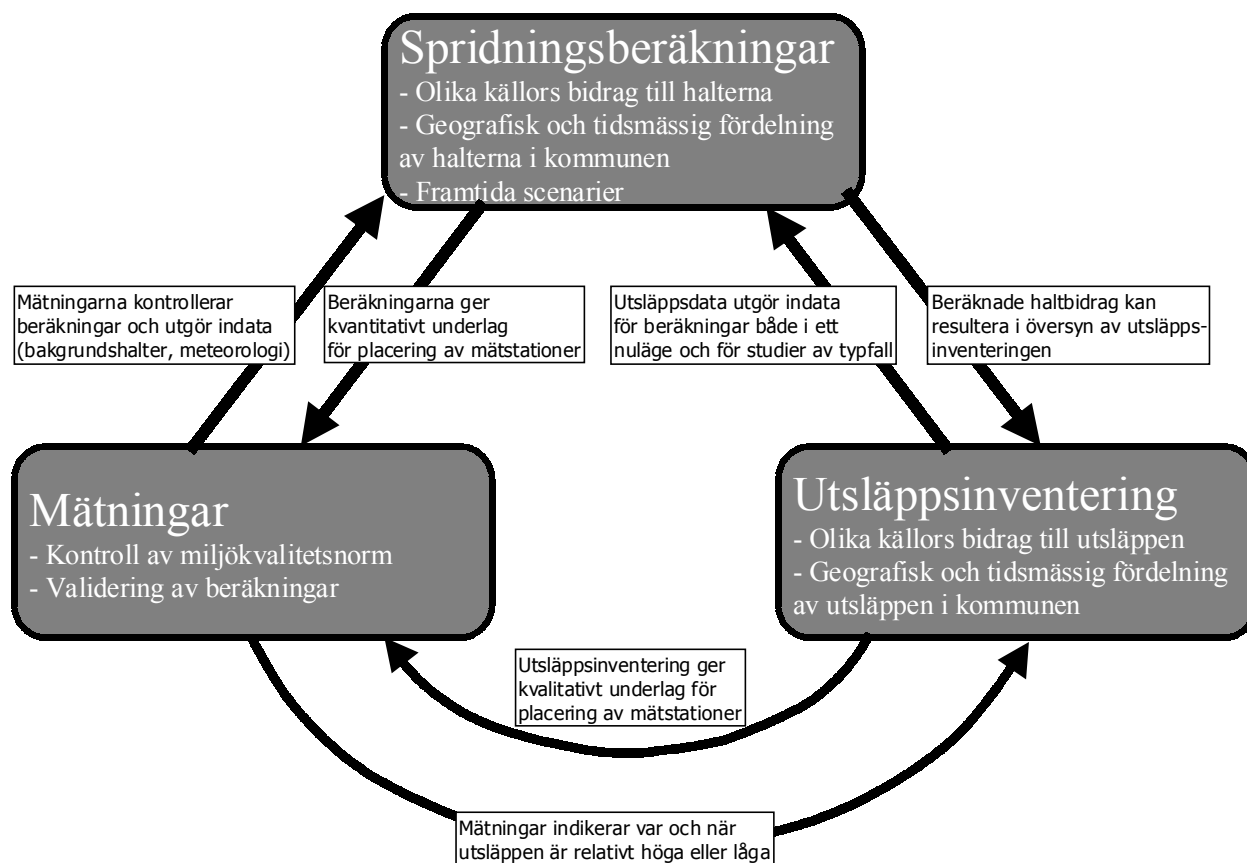 Spridningsberäkningar
- Olika källors bidrag till halterna
- Geografisk och tidsmässig fördelning
av halterna i kommunen
- Framtida scenarier
Mätningarna kontrollerar
beräkningar och utgör indata
(bakgrundshalter, meteorologi)
Beräkningarna ger
kvantitativt underlag
för placering av mätstationer
Utsläppsdata utgör indata
för beräkningar både i ett
nuläge och för studier av typfall
Beräknade haltbidrag kan
resultera i översyn av utsläpps-
inventeringen
Mätningar
- Kontroll av miljökvalitetsnorm
- Validering av beräkningar
Utsläppsinventering
- Olika källors bidrag till utsläppen
- Geografisk och tidsmässig fördelning
av utsläppen i kommunen
Utsläppsinventering ger
kvalitativt underlag för
placering av mätstationer
Mätningar indikerar var och när
utsläppen är relativt höga eller låga